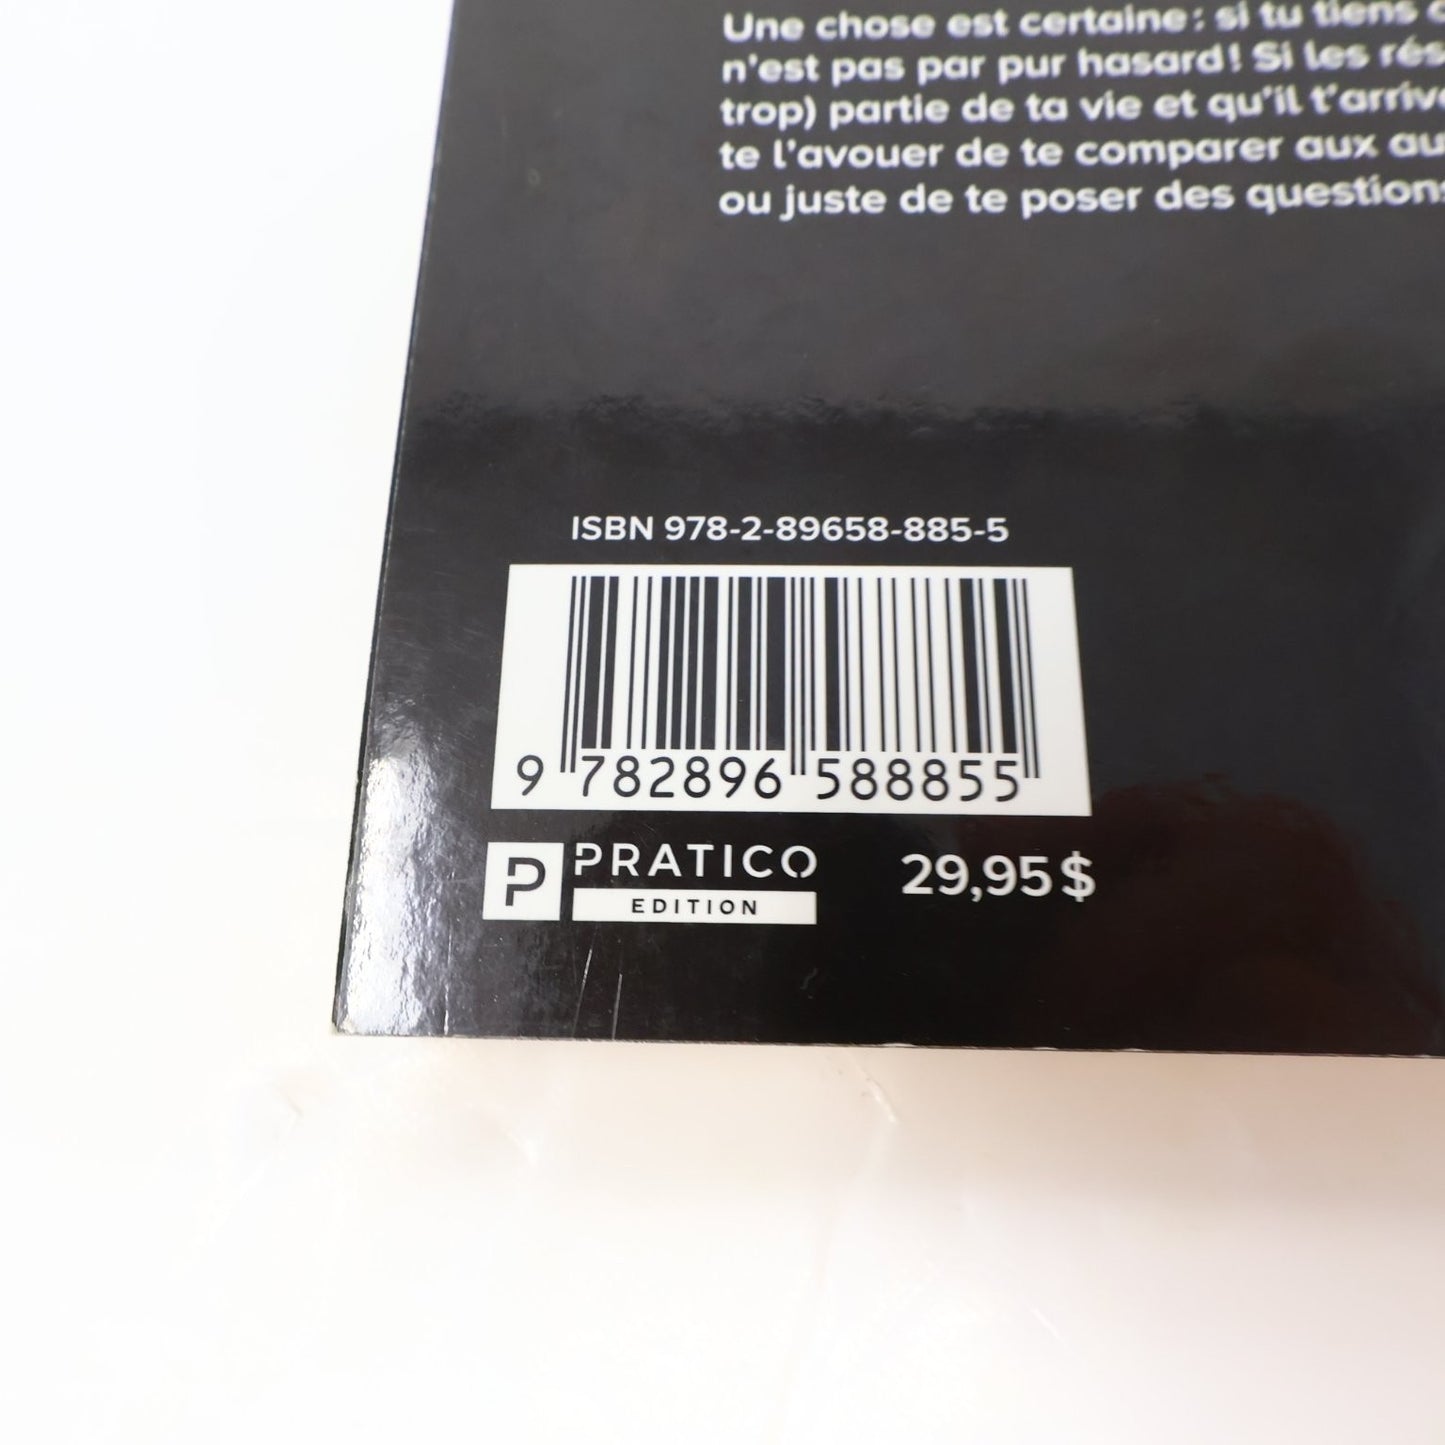 Une chose est certaine : si tu tiens
n'est pas par pur hasard ! Si les rés
trop) partie de ta vie et qu'il t'arrive
te l'avouer de te comparer aux au
ou juste de te poser des questions
ISBN 978-2-89658-885-5
9 782896 588855
P PRATICO
EDITION
29,95 $